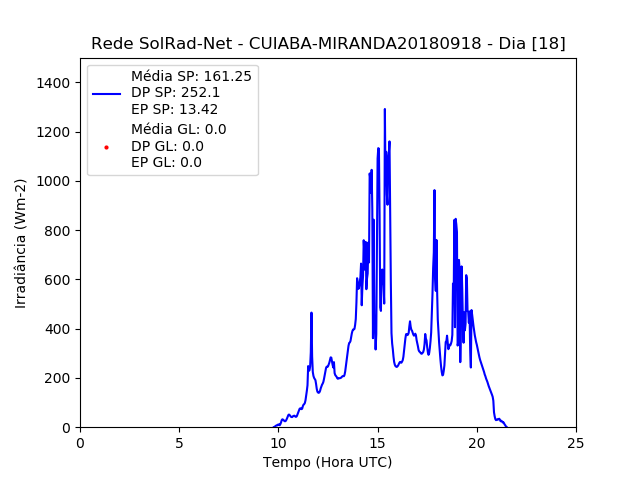 Rede SolRad-Net - CUIABA-MIRANDA20180918 - Dia [18]
Média SP: 161.25
DP SP: 252.1
EP SP: 13.42
Média GL: 0.0
DP GL: 0.0
EP GL: 0.0
Irradiância (Wm-2)
1400
1200
1000
800
600
400
200
0
0 5 10 15 20 25
Tempo (Hora UTC)